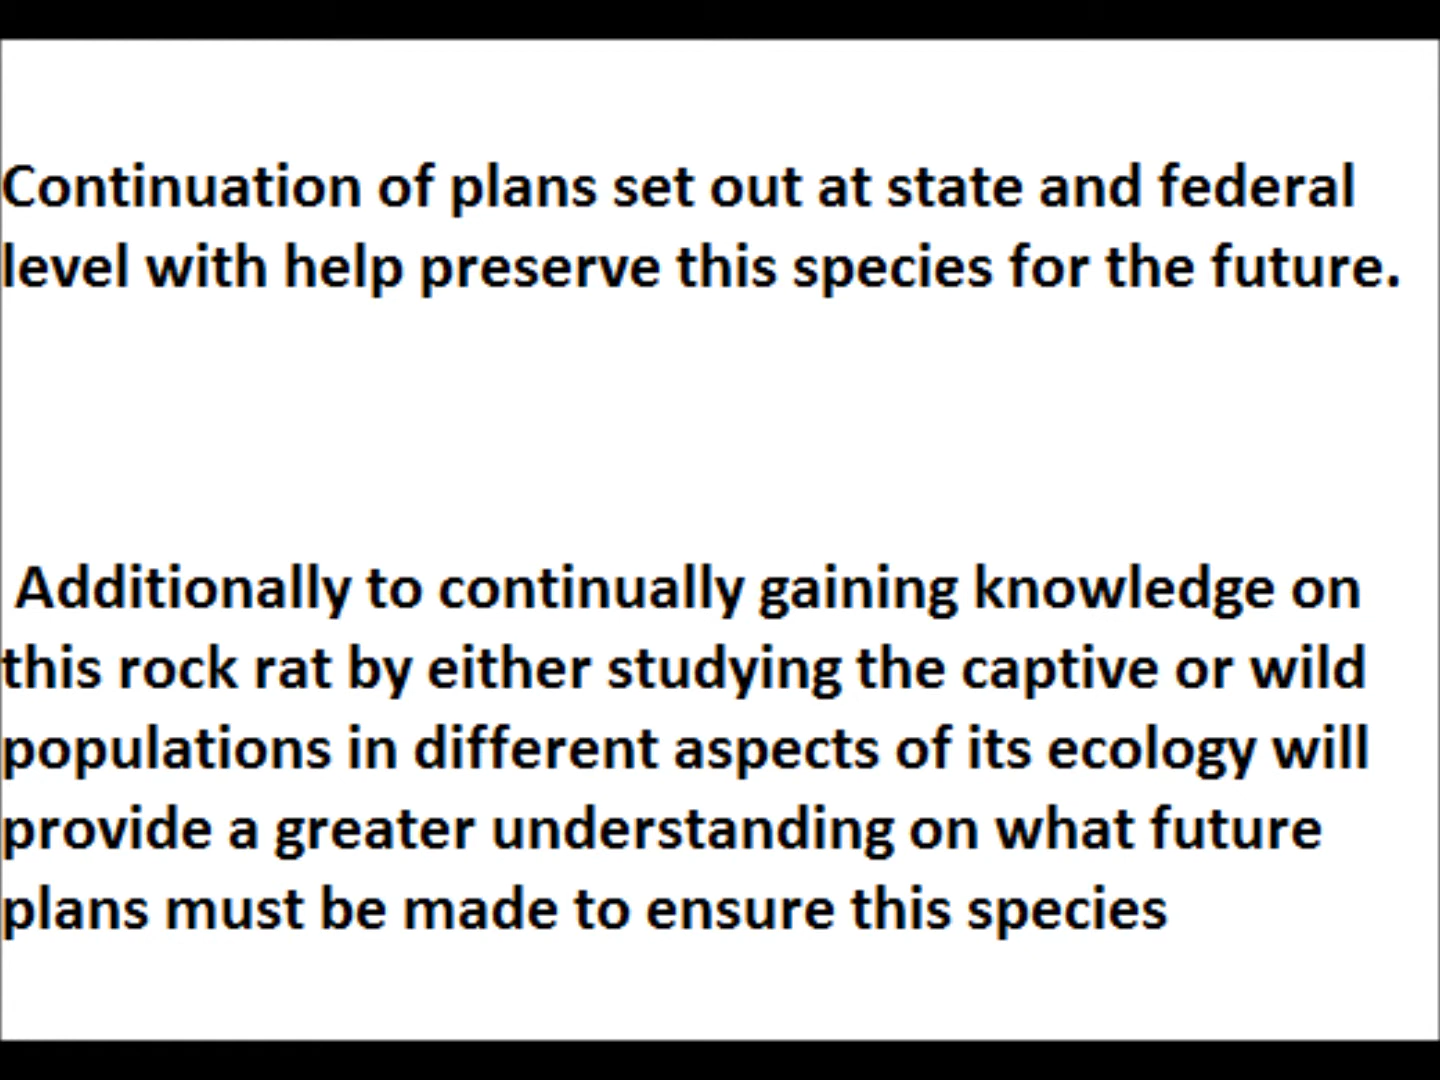 Continuation of plans set out at state and federal
level with help preserve this species for the future.
Additionally to continually gaining knowledge on
this rock rat by either studying the captive or wild
populations in different aspects of its ecology will
provide a greater understanding on what future
plans must be made to ensure this species